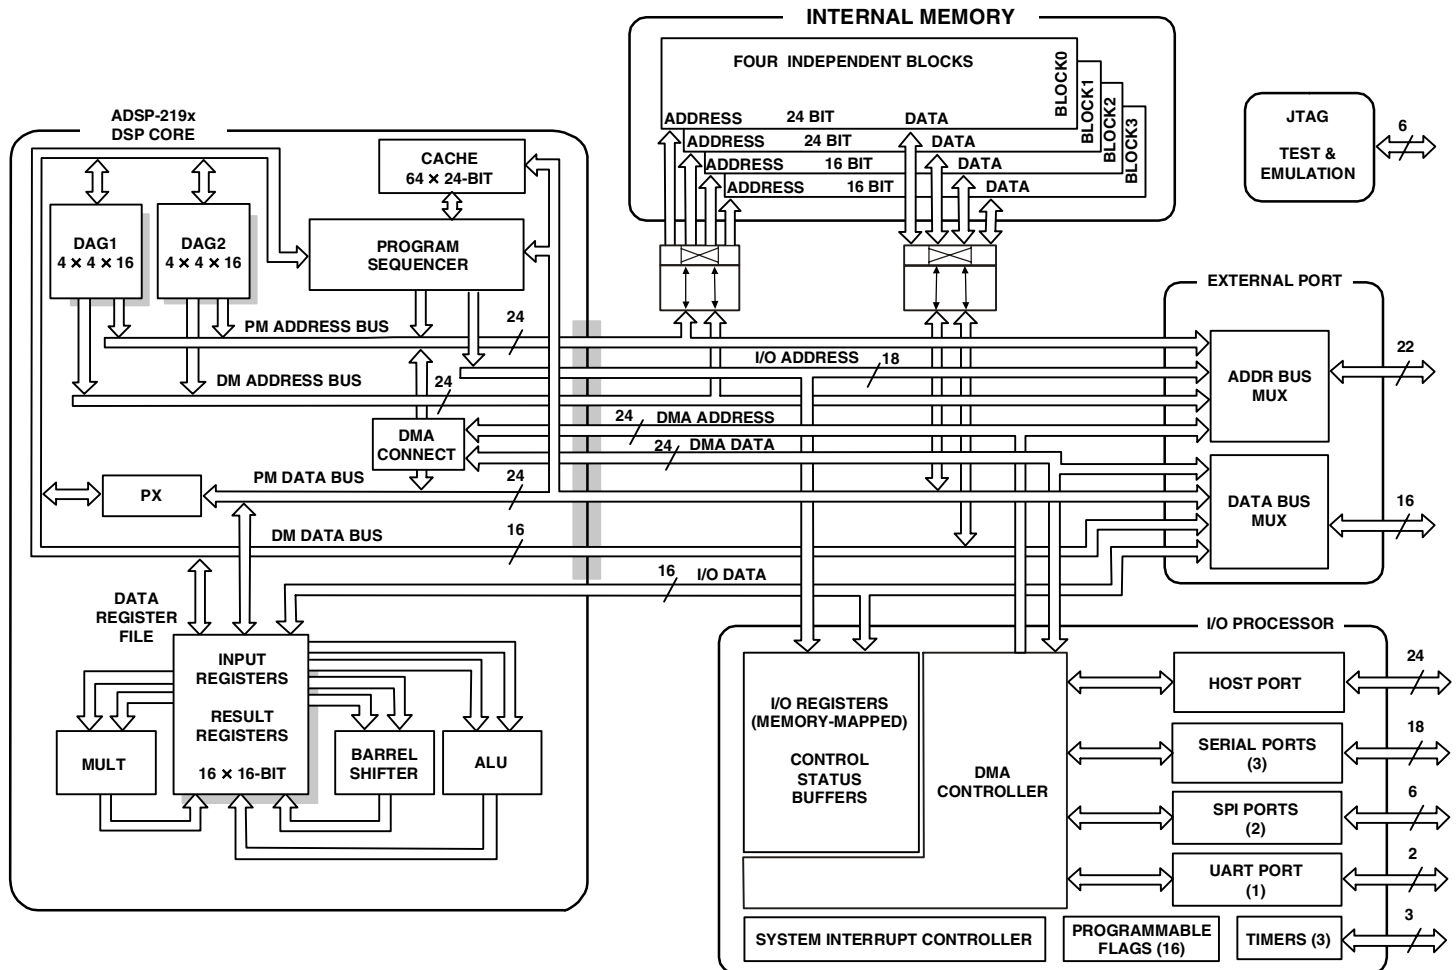 INTERNAL MEMORY
FOUR INDEPENDENT BLOCKS
BLOCK0
BLOCK1
BLOCK2
BLOCK3
ADDRESS 24 BIT DATA
ADDRESS 24 BIT DATA
ADDRESS 16 BIT DATA
ADDRESS 16 BIT DATA
JTAG
TEST &
EMULATION
6
ADSP-219x
DSP CORE
CACHE
64 × 24-BIT
DAG1
4 × 4 × 16
DAG2
4 × 4 × 16
PROGRAM
SEQUENCER
EXTERNAL PORT
PM ADDRESS BUS
24
I/O ADDRESS
18
DM ADDRESS BUS
24
ADDR BUS
MUX
22
DMA
CONNECT
24
DMA ADDRESS
24
DMA DATA
PX
PM DATA BUS
24
DATA BUS
MUX
16
DM DATA BUS
16
16
I/O DATA
DATA
REGISTER
FILE
INPUT
REGISTERS
RESULT
REGISTERS
16 × 16-BIT
MULT
BARREL
SHIFTER
ALU
I/O PROCESSOR
I/O REGISTERS
(MEMORY-MAPPED)
CONTROL
STATUS
BUFFERS
DMA
CONTROLLER
HOST PORT
24
SERIAL PORTS
(3)
18
SPI PORTS
(2)
6
UART PORT
(1)
2
SYSTEM INTERRUPT CONTROLLER
PROGRAMMABLE
FLAGS (16)
TIMERS (3)
3